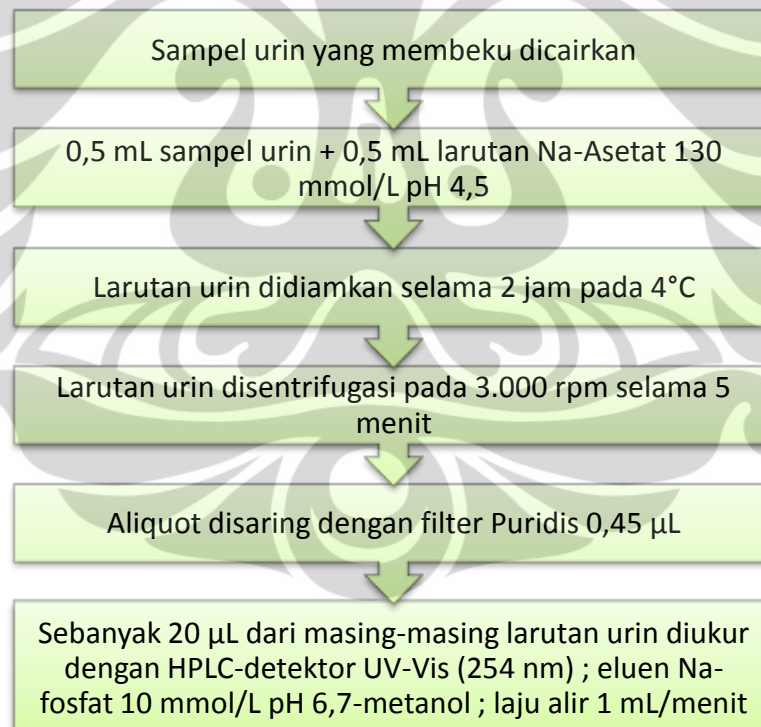 Sampel urin yang membeku dicairkan
0,5 mL sampel urin + 0,5 mL larutan Na-Asetat 130
mmol/L pH 4,5
Larutan urin didiamkan selama 2 jam pada 4°C
Larutan urin disentrifugasi pada 3.000 rpm selama 5
menit
Aliquot disaring dengan filter Puridis 0,45 µL
Sebanyak 20 µL dari masing-masing larutan urin diukur
dengan HPLC-detektor UV-Vis (254 nm) ; eluen Na-
fosfat 10 mmol/L pH 6,7-metanol ; laju alir 1 mL/menit